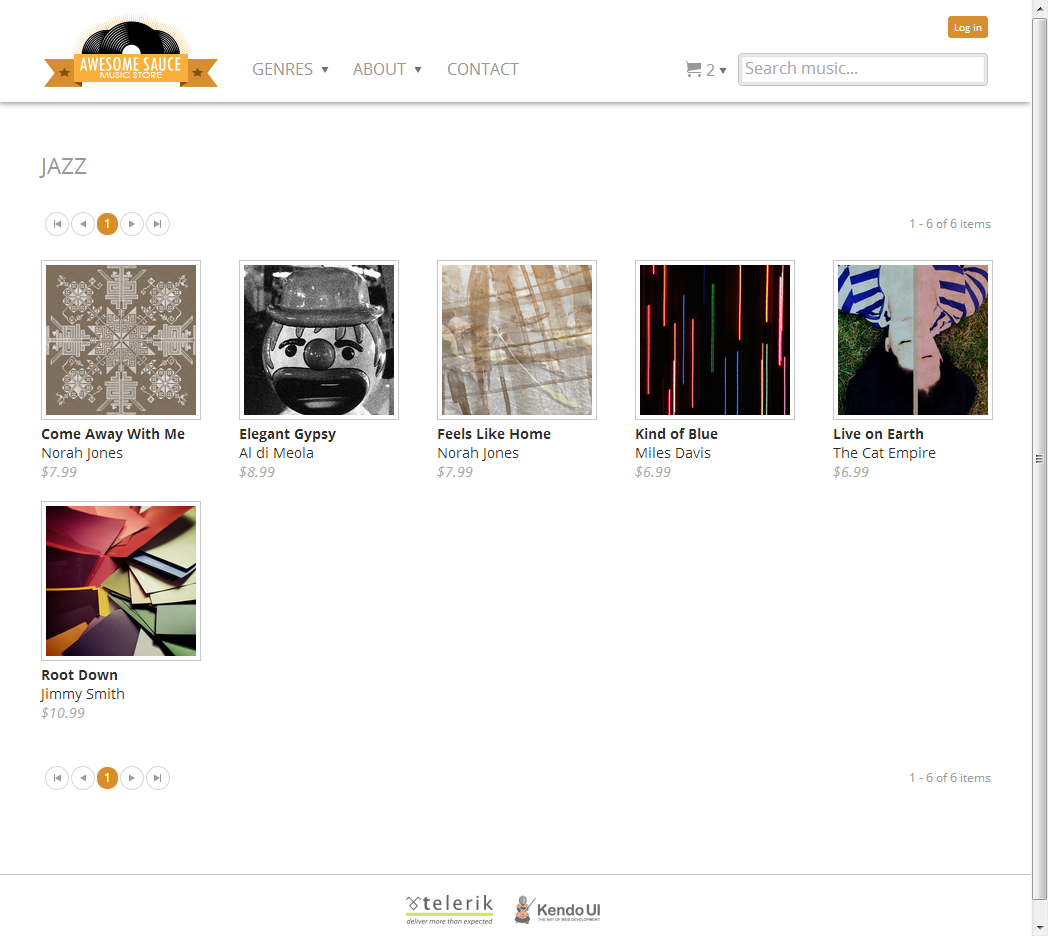 Log in
AWESOME SAUCE
MUSIC STORE
GENRES ▼ ABOUT ▼ CONTACT 2 ▼ Search music...
JAZZ
1 1 - 6 of 6 items
Come Away With Me
Norah Jones
$7.99
Elegant Gypsy
Al di Meola
$8.99
Feels Like Home
Norah Jones
$7.99
Kind of Blue
Miles Davis
$6.99
Live on Earth
The Cat Empire
$6.99
Root Down
Jimmy Smith
$10.99
1 1 - 6 of 6 items
telerik
deliver more than expected
Kendo UI
THE ART OF WEB DEVELOPMENT